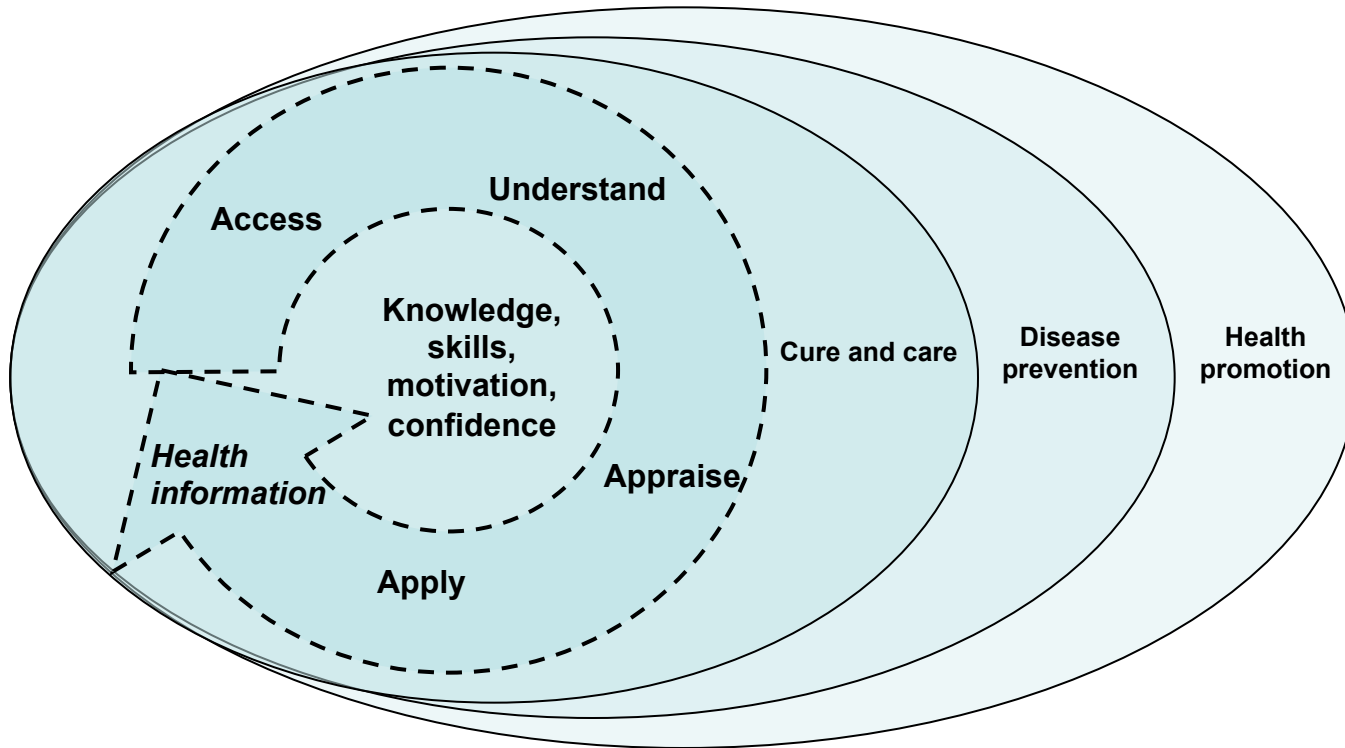 Understand
Access
Knowledge,
skills,
motivation,
confidence
Cure and care
Disease
prevention
Health
promotion
Health
information
Appraise
Apply